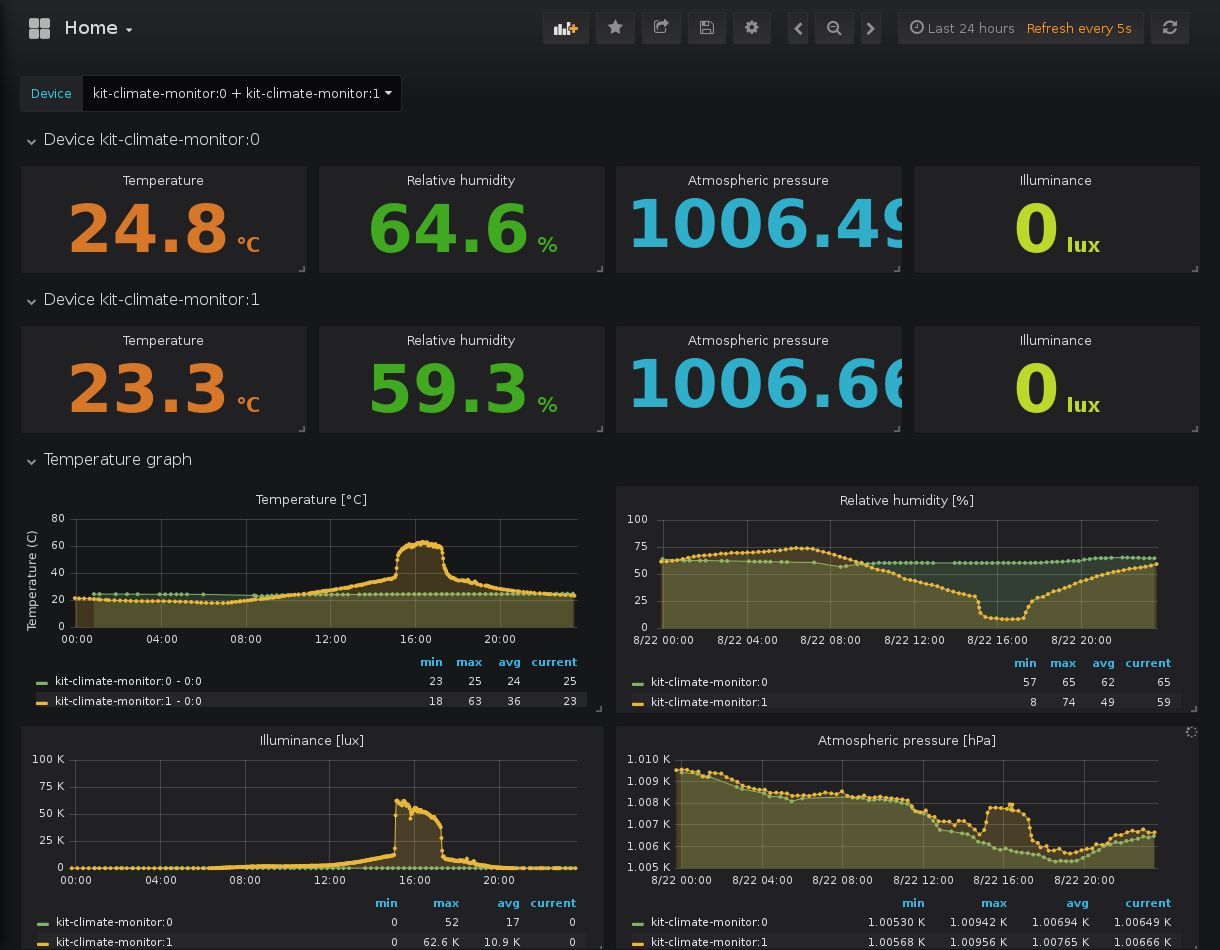 Home
Last 24 hours Refresh every 5s
Device kit-climate-monitor:0 + kit-climate-monitor:1
Device kit-climate-monitor:0
Temperature Relative humidity Atmospheric pressure Illuminance
24.8 °C 64.6 % 1006.49 0 lux
Device kit-climate-monitor:1
Temperature Relative humidity Atmospheric pressure Illuminance
23.3 °C 59.3 % 1006.66 0 lux
Temperature graph
Temperature [°C]
Temperature (C)
80
60
40
20
0
00:00 04:00 08:00 12:00 16:00 20:00
min max avg current
kit-climate-monitor:0 - 0:0 23 25 24 25
kit-climate-monitor:1 - 0:0 18 63 36 23
Relative humidity [%]
100
75
50
25
0
8/22 00:00 8/22 04:00 8/22 08:00 8/22 12:00 8/22 16:00 8/22 20:00
min max avg current
kit-climate-monitor:0 57 65 62 65
kit-climate-monitor:1 8 74 49 59
Illuminance [lux]
100 K
75 K
50 K
25 K
0
00:00 04:00 08:00 12:00 16:00 20:00
min max avg current
kit-climate-monitor:0 0 52 17 0
kit-climate-monitor:1 0 62.6 K 10.9 K 0
Atmospheric pressure [hPa]
1.010 K
1.009 K
1.008 K
1.007 K
1.006 K
1.005 K
8/22 00:00 8/22 04:00 8/22 08:00 8/22 12:00 8/22 16:00 8/22 20:00
min max avg current
kit-climate-monitor:0 1.00530 K 1.00942 K 1.00694 K 1.00649 K
kit-climate-monitor:1 1.00568 K 1.00956 K 1.00765 K 1.00666 K